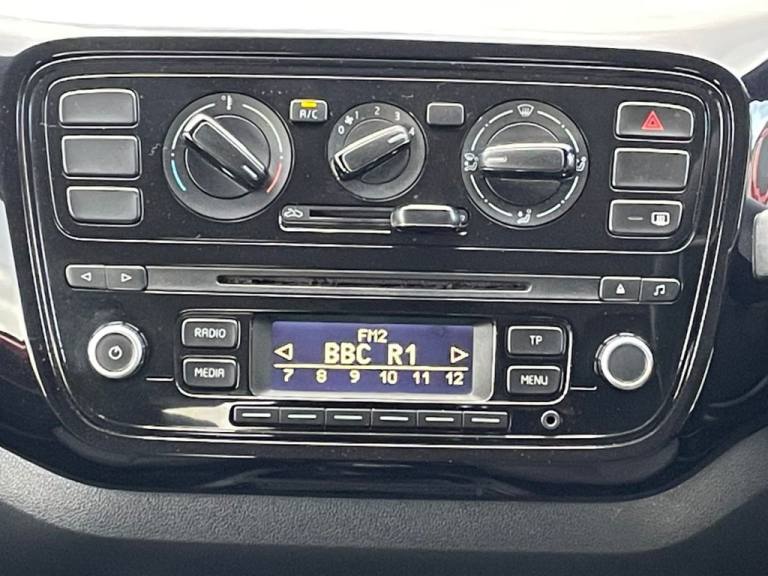 A/C
0 1 2 3 4
RADIO
MEDIA
FM2
BBC R1
7 8 9 10 11 12
TP
MENU